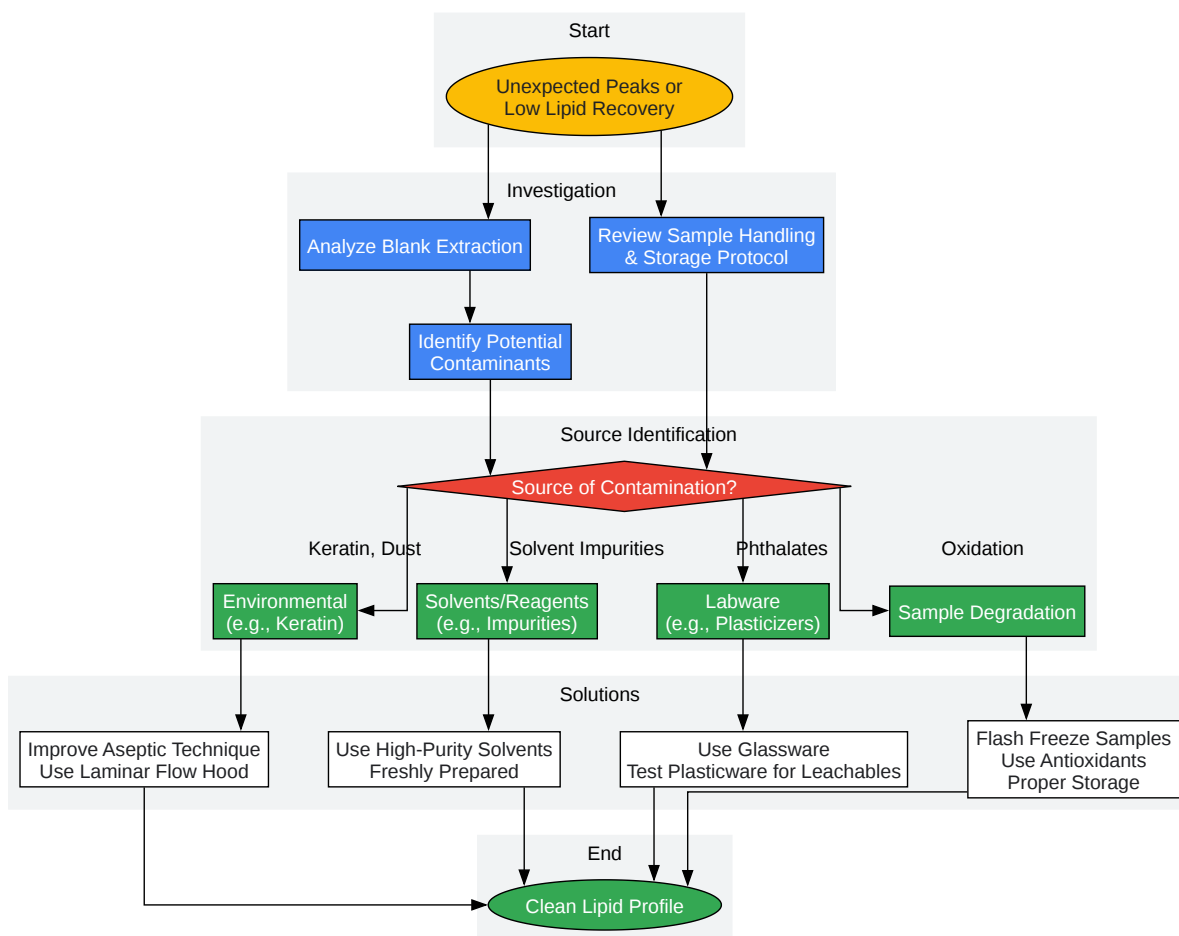 Start
Unexpected Peaks or
Low Lipid Recovery
Investigation
Analyze Blank Extraction
Review Sample Handling
& Storage Protocol
Identify Potential
Contaminants
Source Identification
Source of Contamination?
Keratin, Dust
Solvent Impurities
Phthalates
Oxidation
Environmental
(e.g., Keratin)
Solvents/Reagents
(e.g., Impurities)
Labware
(e.g., Plasticizers)
Sample Degradation
Solutions
Improve Aseptic Technique
Use Laminar Flow Hood
Use High-Purity Solvents
Freshly Prepared
Use Glassware
Test Plasticware for Leachables
Flash Freeze Samples
Use Antioxidants
Proper Storage
End
Clean Lipid Profile